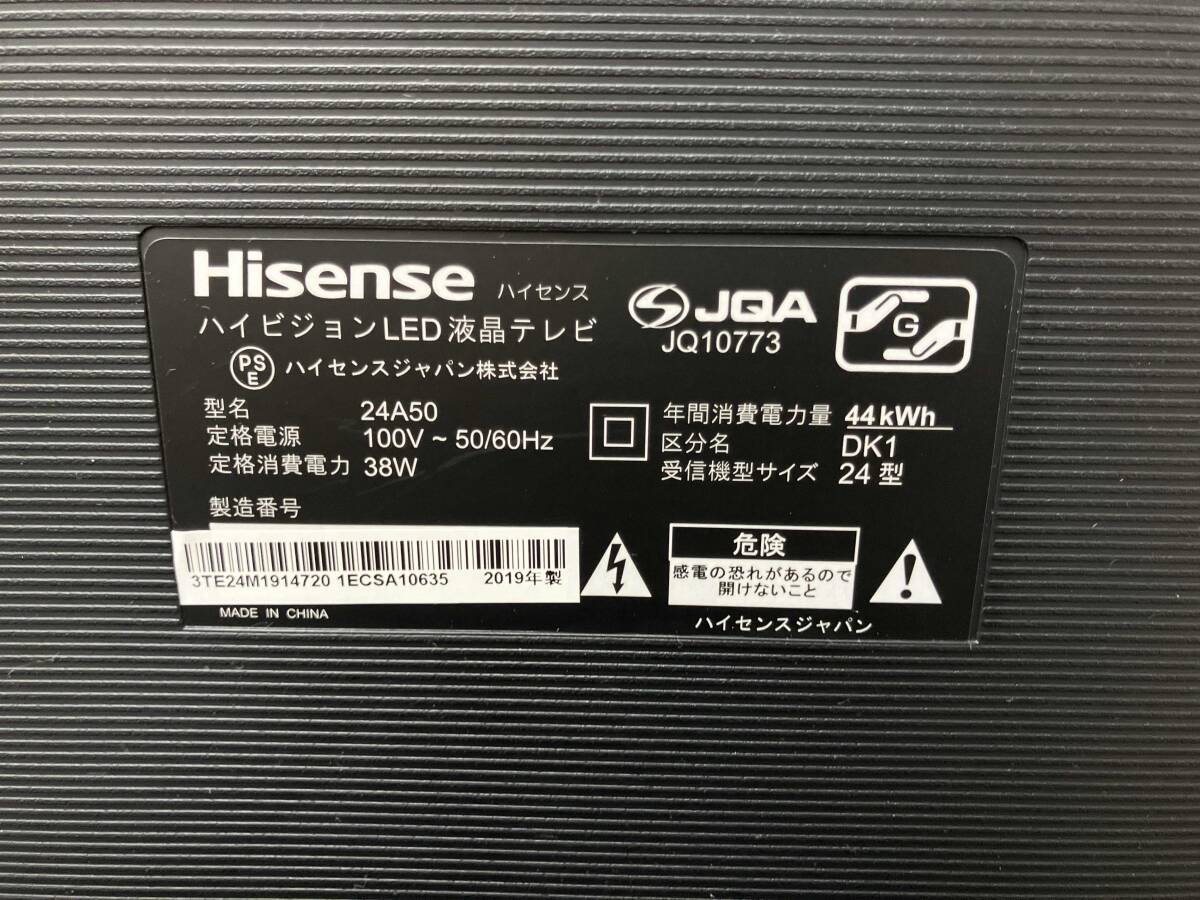 Hisense ハイセンス
ハイビジョンLED液晶テレビ
PSE ハイセンスジャパン株式会社
JQA
JQ10773
G
型名 24A50
定格電源 100V ~ 50/60Hz
定格消費電力 38W
年間消費電力量 44kWh
区分名 DK1
受信機型サイズ 24型
製造番号
3TE24M1914720 1ECSA10635 2019年製
MADE IN CHINA
危険
感電の恐れがあるので
開けないこと
ハイセンスジャパン